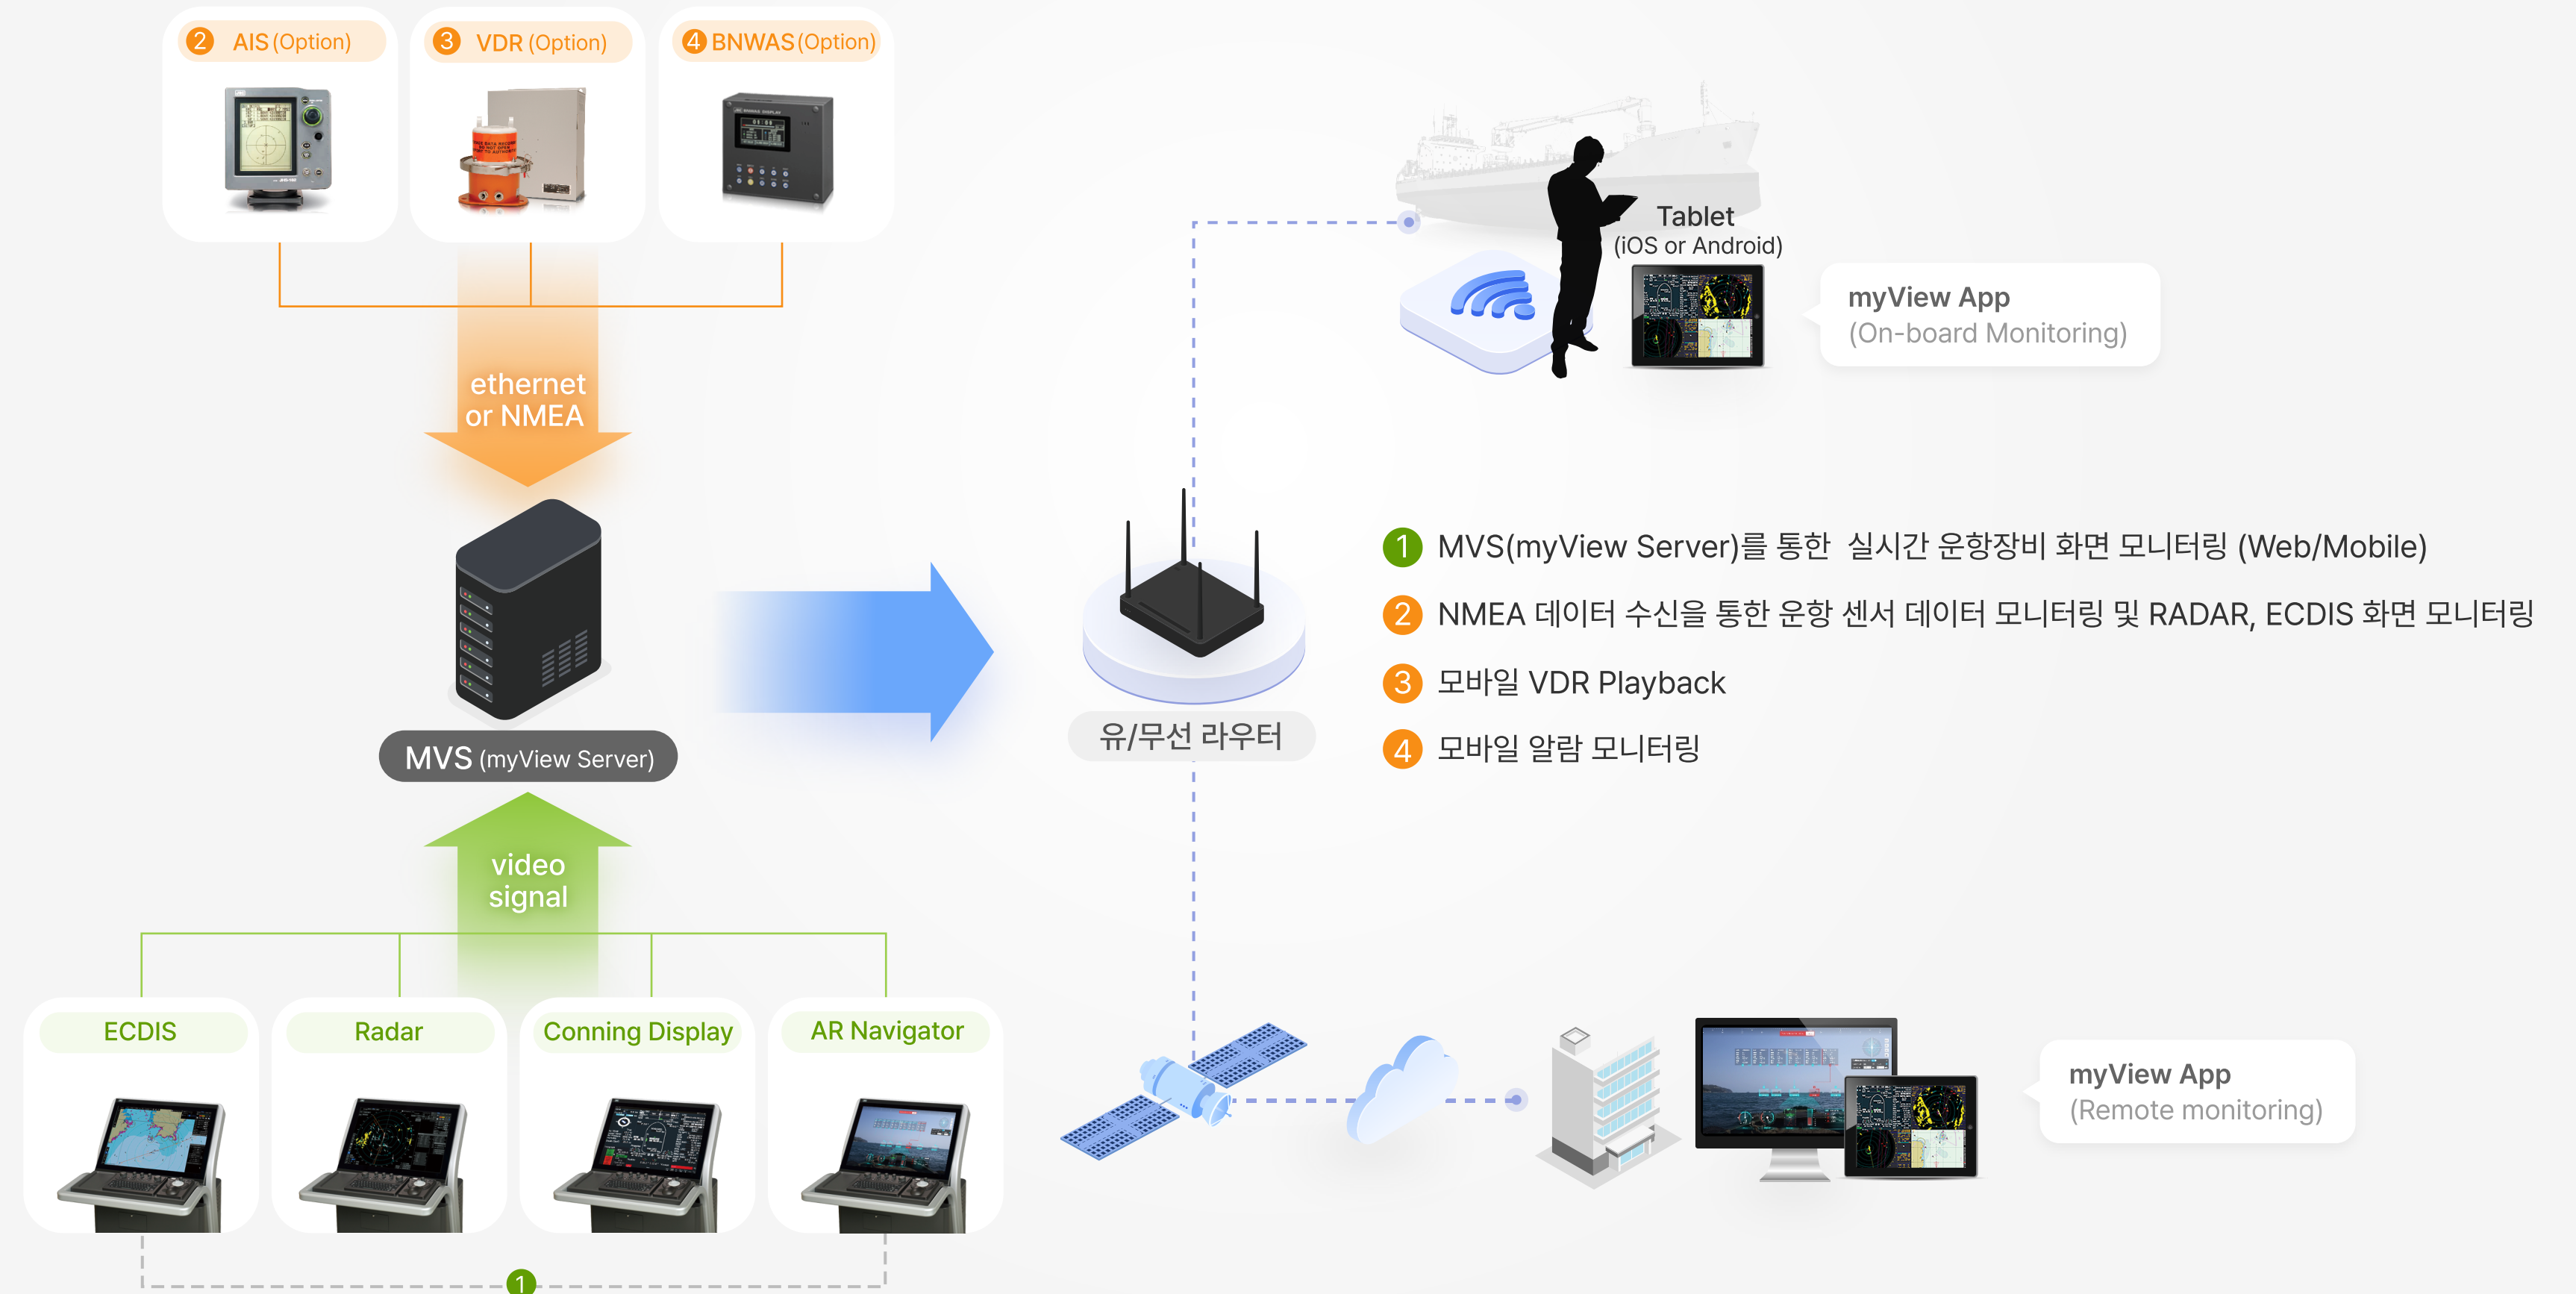 2 AIS (Option)
3 VDR (Option)
4 BNWAS (Option)
ethernet
or NMEA
MVS (myView Server)
video
signal
ECDIS
Radar
Conning Display
AR Navigator
1
Tablet
(iOS or Android)
myView App
(On-board Monitoring)
유/무선 라우터
1 MVS(myView Server)를 통한 실시간 운항장비 화면 모니터링 (Web/Mobile)
2 NMEA 데이터 수신을 통한 운항 센서 데이터 모니터링 및 RADAR, ECDIS 화면 모니터링
3 모바일 VDR Playback
4 모바일 알람 모니터링
myView App
(Remote monitoring)